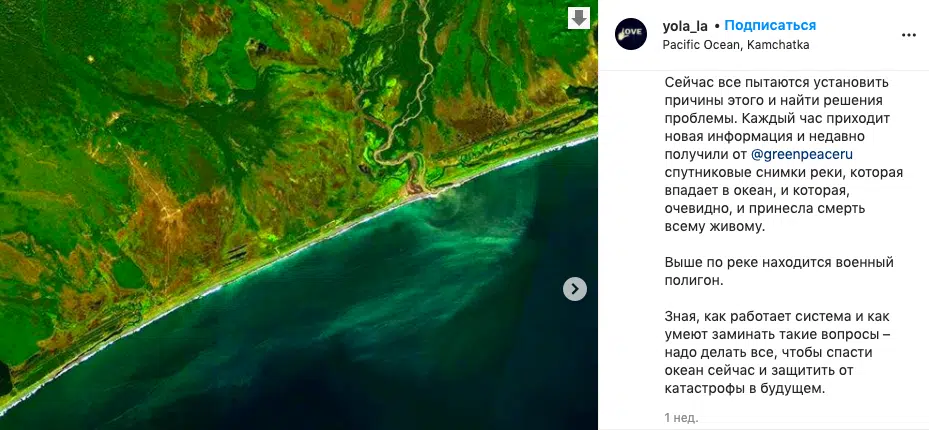 LOVE
yola_la • Подписаться
Pacific Ocean, Kamchatka
Сейчас все пытаются установить
причины этого и найти решения
проблемы. Каждый час приходит
новая информация и недавно
получили от @greenpeaceru
спутниковые снимки реки, которая
впадает в океан, и которая,
очевидно, и принесла смерть
всему живому.
Выше по реке находится военный
полигон.
Зная, как работает система и как
умеют заминать такие вопросы –
надо делать все, чтобы спасти
океан сейчас и защитить от
катастрофы в будущем.
1 нед.